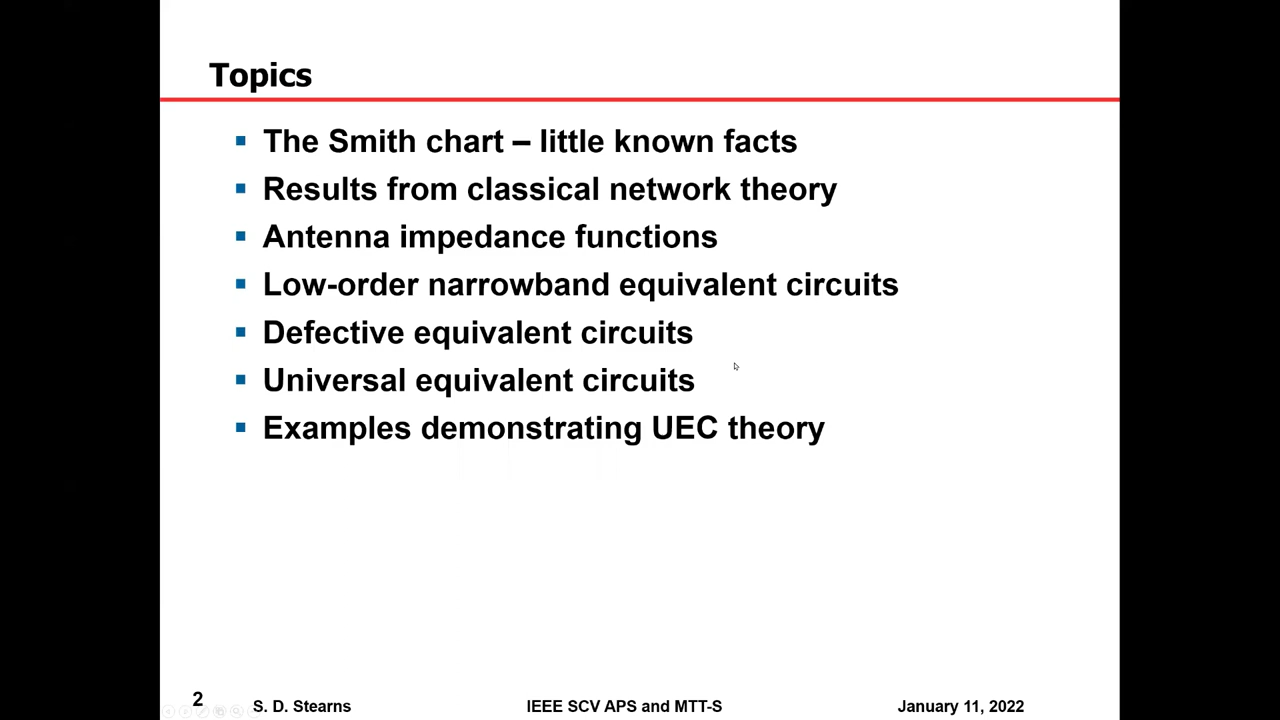 Topics
The Smith chart – little known facts
Results from classical network theory
Antenna impedance functions
Low-order narrowband equivalent circuits
Defective equivalent circuits
Universal equivalent circuits
Examples demonstrating UEC theory
2 S. D. Stearns IEEE SCV APS and MTT-S January 11, 2022